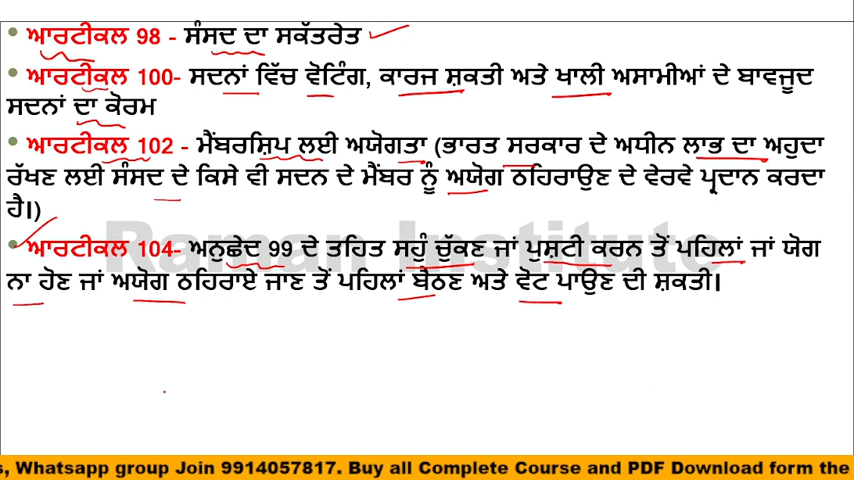 • ਆਰਟੀਕਲ 98 - ਸੰਸਦ ਦਾ ਸਕੱਤਰੇਤ
• ਆਰਟੀਕਲ 100- ਸਦਨਾਂ ਵਿੱਚ ਵੋਟਿੰਗ, ਕਾਰਜ ਸ਼ਕਤੀ ਅਤੇ ਖਾਲੀ ਅਸਾਮੀਆਂ ਦੇ ਬਾਵਜੂਦ
ਸਦਨਾਂ ਦਾ ਕੋਰਮ
• ਆਰਟੀਕਲ 102 - ਮੈਂਬਰਸ਼ਿਪ ਲਈ ਅਯੋਗਤਾ (ਭਾਰਤ ਸਰਕਾਰ ਦੇ ਅਧੀਨ ਲਾਭ ਦਾ ਅਹੁਦਾ
ਰੱਖਣ ਲਈ ਸੰਸਦ ਦੇ ਕਿਸੇ ਵੀ ਸਦਨ ਦੇ ਮੈਂਬਰ ਨੂੰ ਅਯੋਗ ਠਹਿਰਾਉਣ ਦੇ ਵੇਰਵੇ ਪ੍ਰਦਾਨ ਕਰਦਾ
ਹੈ।)
Raman Institute
• ਆਰਟੀਕਲ 104- ਅਨੁਛੇਦ 99 ਦੇ ਤਹਿਤ ਸਹੁੰ ਚੁੱਕਣ ਜਾਂ ਪੁਸ਼ਟੀ ਕਰਨ ਤੋਂ ਪਹਿਲਾਂ ਜਾਂ ਯੋਗ
ਨਾ ਹੋਣ ਜਾਂ ਅਯੋਗ ਠਹਿਰਾਏ ਜਾਣ ਤੋਂ ਪਹਿਲਾਂ ਬੈਠਣ ਅਤੇ ਵੋਟ ਪਾਉਣ ਦੀ ਸ਼ਕਤੀ।
s, Whatsapp group Join 9914057817. Buy all Complete Course and PDF Download form the